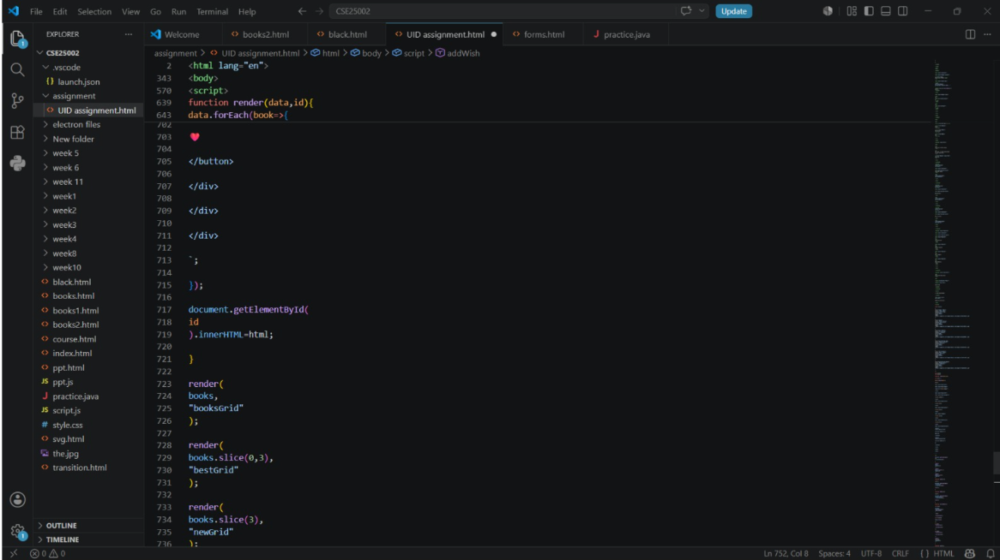 File Edit Selection View Go Run Terminal Help
CSE25002
Update
EXPLORER
Welcome
books2.html
black.html
UID assignment.html
forms.html
practice.java
assignment > UID assignment.html > html > body > script > addWish
CSE25002
.vscode
launch.json
assignment
UID assignment.html
electron files
New folder
week 5
week 6
week 11
week1
week2
week3
week4
week8
week10
black.html
books.html
books1.html
books2.html
course.html
index.html
ppt.html
ppt.js
practice.java
script.js
style.css
svg.html
the.jpg
transition.html
OUTLINE
TIMELINE
2 <html lang="en">
343 <body>
570 <script>
639 function render(data,id){
643 data.forEach(book=>{
702
703 ❤️
704
705 </button>
706
707 </div>
708
709 </div>
710
711 </div>
712
713 `;
714
715 });
716
717 document.getElementById(
718 id
719 ).innerHTML=html;
720
721 }
722
723 render(
724 books,
725 "booksGrid"
726 );
727
728 render(
729 books.slice(0,3),
730 "bestGrid"
731 );
732
733 render(
734 books.slice(3),
735 "newGrid"
736 );
0 0
Ln 752, Col 8 Spaces: 4 UTF-8 CRLF { } HTML